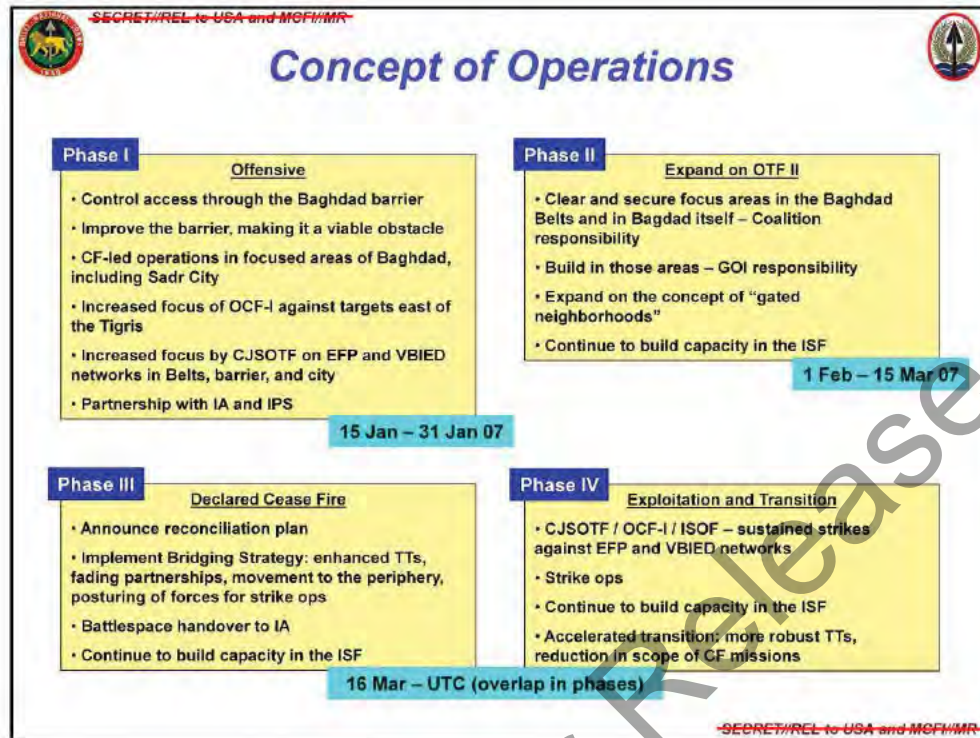 SECRET//REL to USA and MCFI//MR
Concept of Operations
Phase I
Offensive
• Control access through the Baghdad barrier
• Improve the barrier, making it a viable obstacle
• CF-led operations in focused areas of Baghdad,
including Sadr City
• Increased focus of OCF-I against targets east of
the Tigris
• Increased focus by CJSOTF on EFP and VBIED
networks in Belts, barrier, and city
• Partnership with IA and IPS
15 Jan – 31 Jan 07
Phase II
Expand on OTF II
• Clear and secure focus areas in the Baghdad
Belts and in Bagdad itself – Coalition
responsibility
• Build in those areas – GOI responsibility
• Expand on the concept of “gated
neighborhoods”
• Continue to build capacity in the ISF
1 Feb – 15 Mar 07
Phase III
Declared Cease Fire
• Announce reconciliation plan
• Implement Bridging Strategy: enhanced TTs,
fading partnerships, movement to the periphery,
posturing of forces for strike ops
• Battlespace handover to IA
• Continue to build capacity in the ISF
Phase IV
Exploitation and Transition
• CJSOTF / OCF-I / ISOF – sustained strikes
against EFP and VBIED networks
• Strike ops
• Continue to build capacity in the ISF
• Accelerated transition: more robust TTs,
reduction in scope of CF missions
16 Mar – UTC (overlap in phases)
SECRET//REL to USA and MCFI//MR
Release